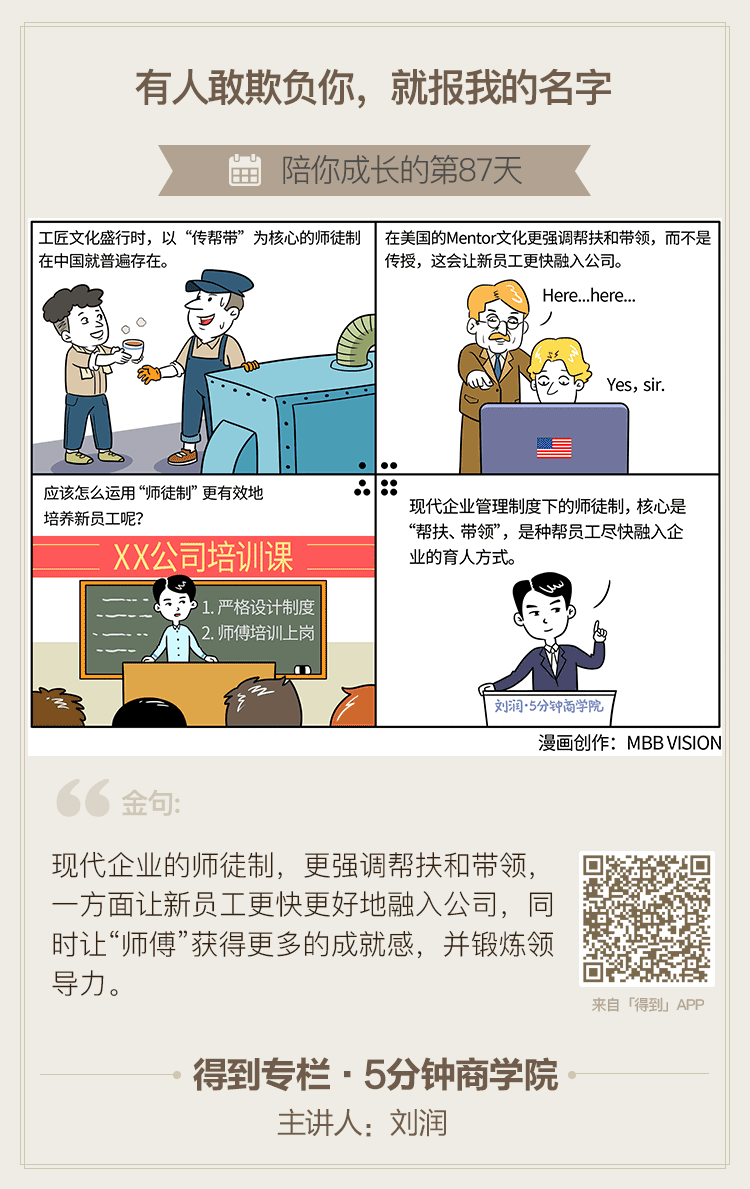 有人敢欺负你，就报我的名字
陪你成长的第87天
工匠文化盛行时，以“传帮带”为核心的师徒制
在中国就普遍存在。
在美国的Mentor文化更强调帮扶和带领，而不是
传授，这会让新员工更快融入公司。
Here...here...
Yes, sir.
应该怎么运用“师徒制”更有效地
培养新员工呢？
XX公司培训课
1. 严格设计制度
2. 师傅培训上岗
现代企业管理制度下的师徒制，核心是
“帮扶、带领”，是种帮员工尽快融入企
业的育人方式。
刘润·5分钟商学院
漫画创作：MBB VISION
金句:
现代企业的师徒制，更强调帮扶和带领，
一方面让新员工更快更好地融入公司，同
时让“师傅”获得更多的成就感，并锻炼领
导力。
来自「得到」APP
得到专栏·5分钟商学院
主讲人：刘润